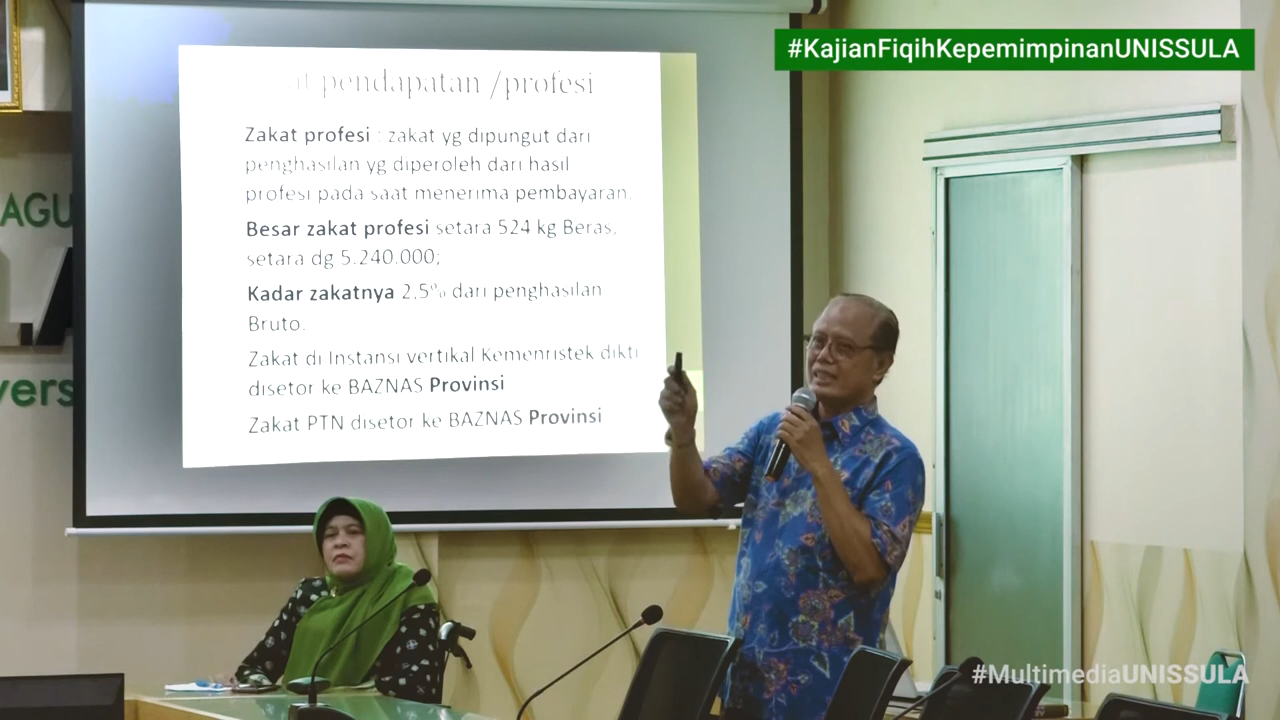 #KajianFiqihKepemimpinanUNISSULA
at pendapatan /profesi
Zakat profesi : zakat yg dipungut dari
penghasilan yg diperoleh dari hasil
profesi pada saat menerima pembayaran.
Besar zakat profesi setara 524 kg Beras,
setara dg 5.240.000;
Kadar zakatnya 2,5% dari penghasilan
Bruto.
Zakat di Instansi vertikal Kemenristek dikti
disetor ke BAZNAS Provinsi
Zakat PTN disetor ke BAZNAS Provinsi
AGU
vers
#MultimediaUNISSULA